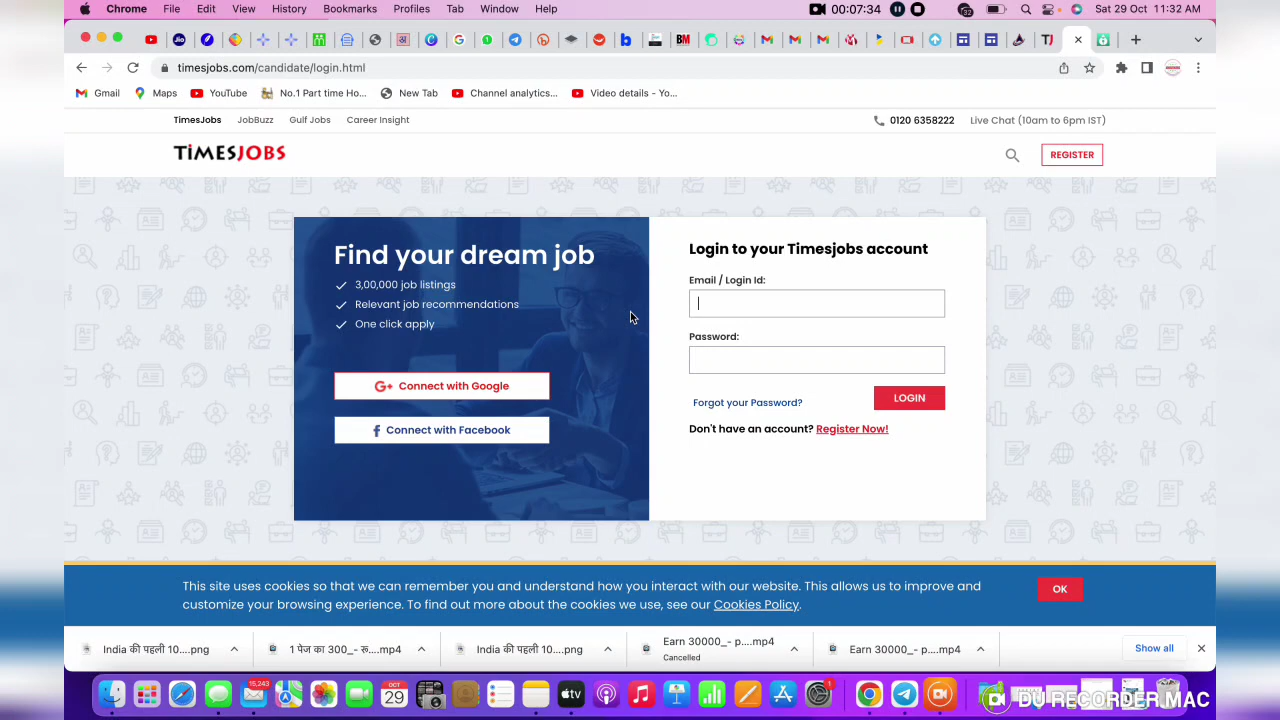 Chrome File Edit View History Bookmarks Profiles Tab Window Help
00:07:34
Sat 29 Oct 11:32 AM
timesjobs.com/candidate/login.html
Gmail Maps YouTube No.1 Part time Ho... New Tab Channel analytics... Video details - Yo...
TimesJobs JobBuzz Gulf Jobs Career Insight
0120 6358222 Live Chat (10am to 6pm IST)
TIMESJOBS
REGISTER
Find your dream job
3,00,000 job listings
Relevant job recommendations
One click apply
Connect with Google
Connect with Facebook
Login to your Timesjobs account
Email / Login Id:
Password:
Forgot your Password?
LOGIN
Don't have an account? Register Now!
This site uses cookies so that we can remember you and understand how you interact with our website. This allows us to improve and
customize your browsing experience. To find out more about the cookies we use, see our Cookies Policy.
OK
India की पहली 10....png
1 पेज का 300_- रू....mp4
India की पहली 10....png
Earn 30000_- p....mp4
Cancelled
Earn 30000_- p....mp4
Show all
15,243
OCT
29
tv
1
DU RECORDER MAC